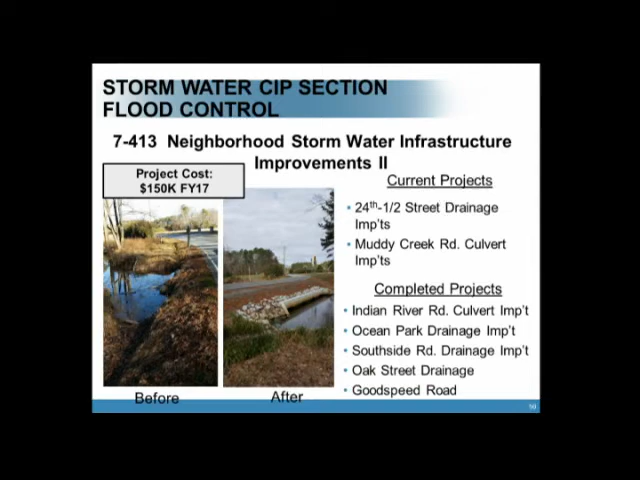 STORM WATER CIP SECTION
FLOOD CONTROL
7-413 Neighborhood Storm Water Infrastructure
Improvements II
Project Cost:
$150K FY17
Current Projects
• 24th-1/2 Street Drainage
Imp'ts
• Muddy Creek Rd. Culvert
Imp'ts
Completed Projects
• Indian River Rd. Culvert Imp't
• Ocean Park Drainage Imp't
• Southside Rd. Drainage Imp't
• Oak Street Drainage
• Goodspeed Road
Before
After